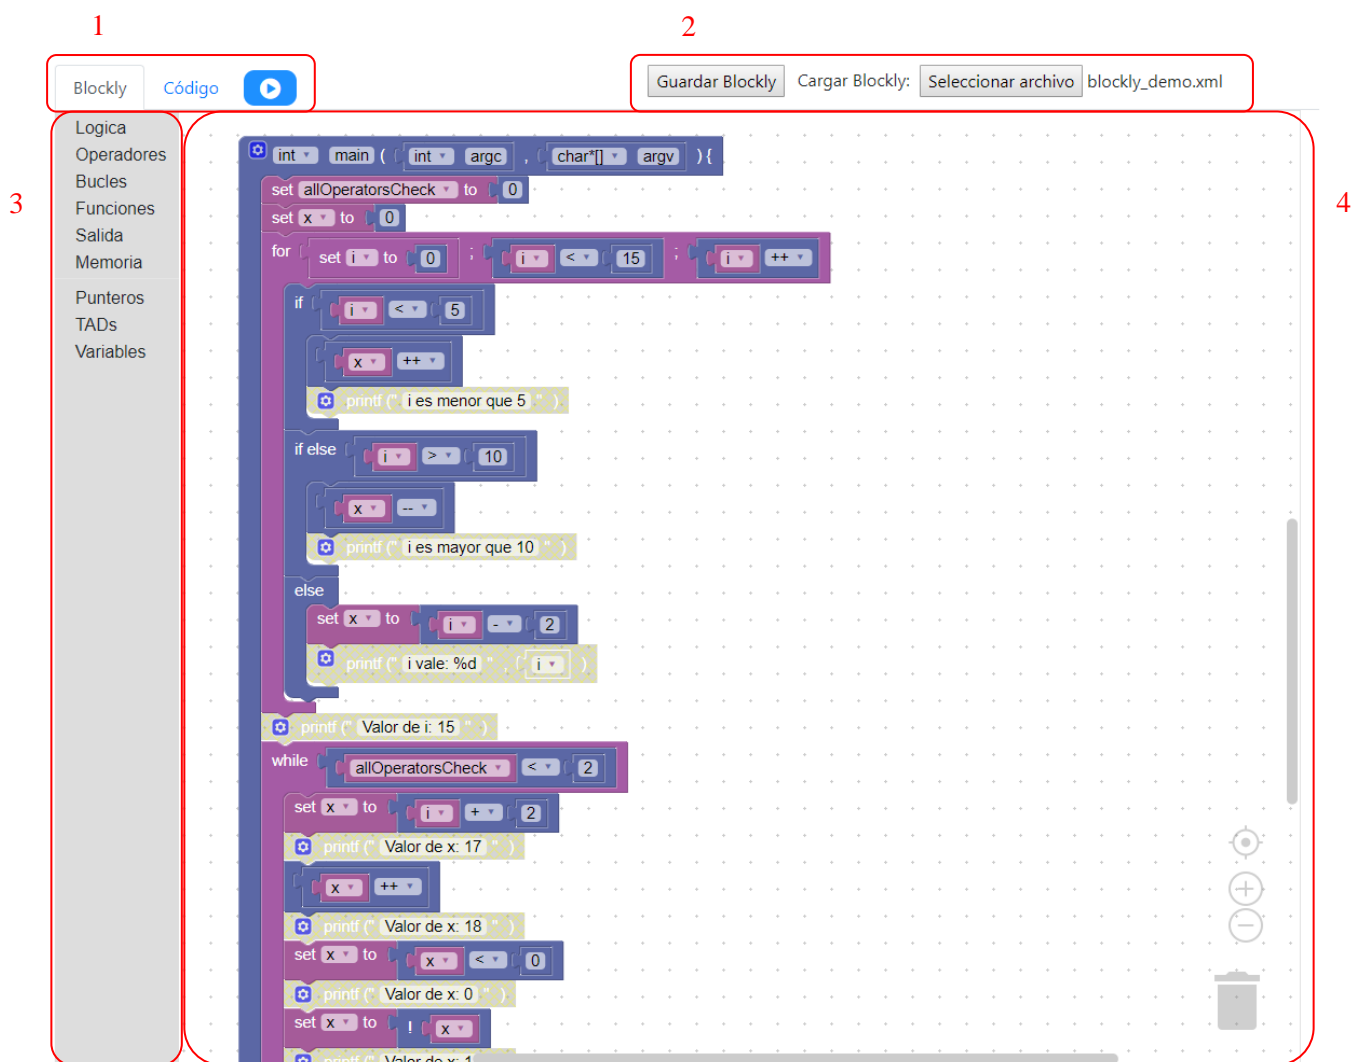 1
2
Blockly Código
Guardar Blockly Cargar Blockly: Seleccionar archivo blockly_demo.xml
3
4
Logica
Operadores
Bucles
Funciones
Salida
Memoria
Punteros
TADs
Variables
int main ( int argc , char*[] argv ) {
set allOperatorsCheck to 0
set x to 0
for set i to 0 ; i < 15 ; i ++
if i < 5
x ++
printf (" i es menor que 5 " )
if else i > 10
x --
printf (" i es mayor que 10 " )
else
set x to i - 2
printf (" i vale: %d " , i )
printf (" Valor de i: 15 " )
while allOperatorsCheck < 2
set x to i + 2
printf (" Valor de x: 17 " )
x ++
printf (" Valor de x: 18 " )
set x to x < 0
printf (" Valor de x: 0 " )
set x to ! x
printf (" Valor de x: 1